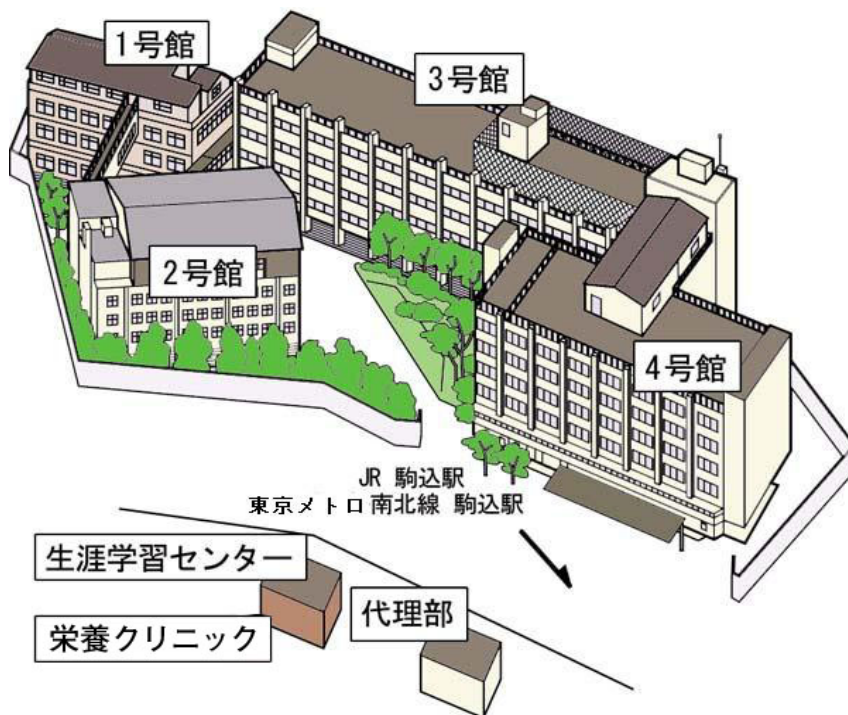 1号館
3号館
2号館
4号館
JR 駒込駅
東京メトロ 南北線 駒込駅
生涯学習センター
代理部
栄養クリニック